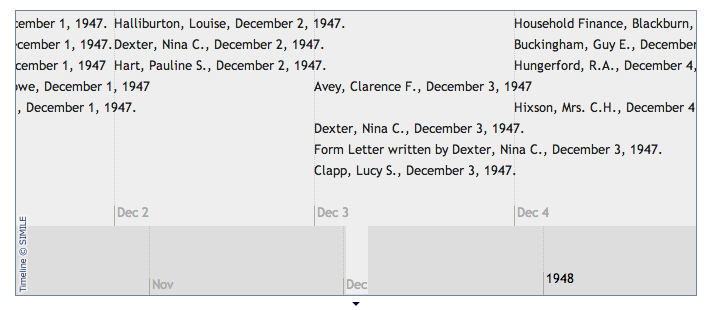 cember 1, 1947. Halliburton, Louise, December 2, 1947. Household Finance, Blackburn,
cember 1, 1947. Dexter, Nina C., December 2, 1947. Buckingham, Guy E., December
cember 1, 1947 Hart, Pauline S., December 2, 1947. Hungerford, R.A., December 4,
owe, December 1, 1947 Avey, Clarence F., December 3, 1947
, December 1, 1947. Hixson, Mrs. C.H., December 4
Dexter, Nina C., December 3, 1947.
Form Letter written by Dexter, Nina C., December 3, 1947.
Clapp, Lucy S., December 3, 1947.
Dec 2 Dec 3 Dec 4
Timeline © SIMILE
Nov Dec 1948